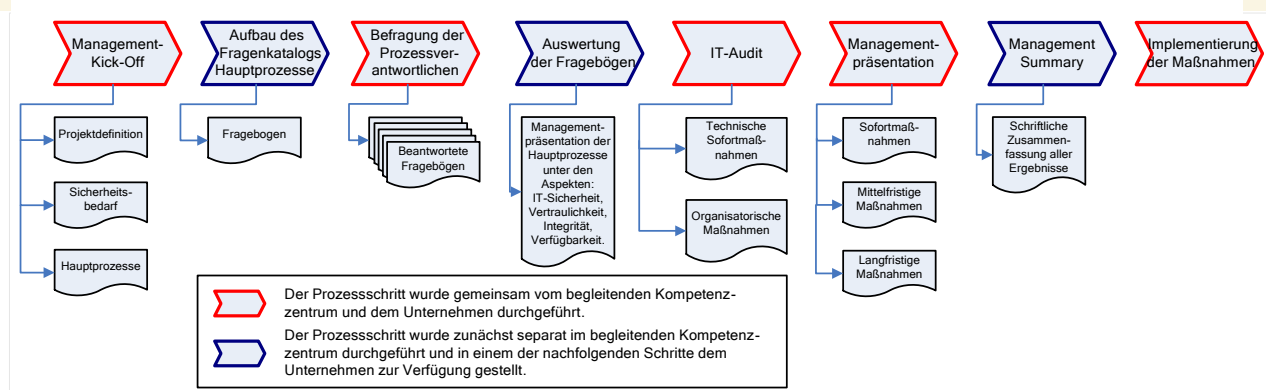 Management-
Kick-Off
Aufbau des
Fragenkatalogs
Hauptprozesse
Befragung der
Prozessver-
antwortlichen
Auswertung
der Fragebögen
IT-Audit
Management-
präsentation
Management
Summary
Implementierung
der Maßnahmen
Projektdefinition
Sicherheits-
bedarf
Hauptprozesse
Fragebogen
Beantwortete
Fragebögen
Management-
präsentation der
Hauptprozesse
unter den
Aspekten:
IT-Sicherheit,
Vertraulichkeit,
Integrität,
Verfügbarkeit.
Technische
Sofortmaß-
nahmen
Organisatorische
Maßnahmen
Sofortmaß-
nahmen
Mittelfristige
Maßnahmen
Langfristige
Maßnahmen
Schriftliche
Zusammen-
fassung aller
Ergebnisse
Der Prozessschritt wurde gemeinsam vom begleitenden Kompetenz-
zentrum und dem Unternehmen durchgeführt.
Der Prozessschritt wurde zunächst separat im begleitenden Kompetenz-
zentrum durchgeführt und in einem der nachfolgenden Schritte dem
Unternehmen zur Verfügung gestellt.